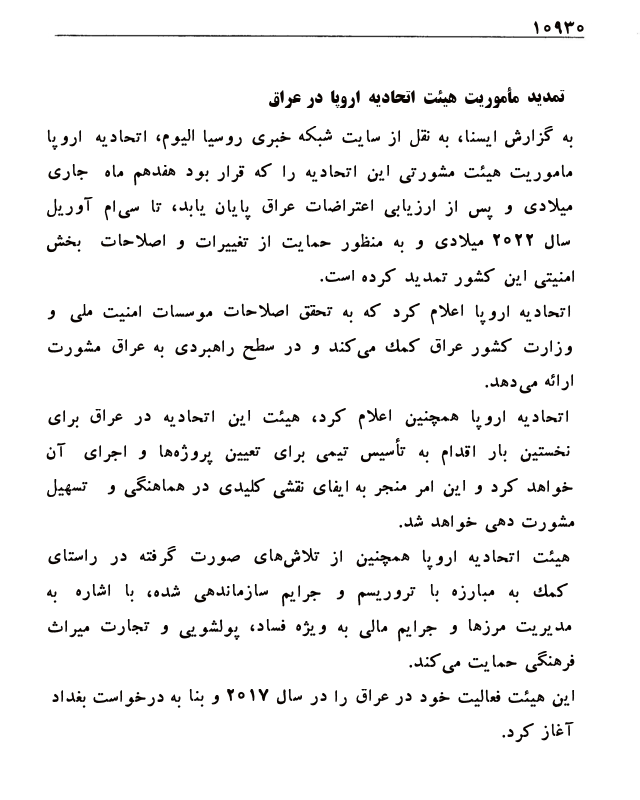 ۱۰۹۳۰
تمدید مأموریت هیئت اتحادیه اروپا در عراق
به گزارش ایسنا، به نقل از سایت شبکه خبری روسیا الیوم، اتحادیه اروپا
ماموریت هیئت مشورتی این اتحادیه را که قرار بود هفدهم ماه جاری
میلادی و پس از ارزیابی اعتراضات عراق پایان یابد، تا سی‌ام آوریل
سال ۲۰۲۲ میلادی و به منظور حمایت از تغییرات و اصلاحات بخش
امنیتی این کشور تمدید کرده است.
اتحادیه اروپا اعلام کرد که به تحقق اصلاحات موسسات امنیت ملی و
وزارت کشور عراق کمك می‌کند و در سطح راهبردی به عراق مشورت
ارائه می‌دهد.
اتحادیه اروپا همچنین اعلام کرد، هیئت این اتحادیه در عراق برای
نخستین بار اقدام به تأسیس تیمی برای تعیین پروژه‌ها و اجرای آن
خواهد کرد و این امر منجر به ایفای نقشی کلیدی در هماهنگی و تسهیل
مشورت دهی خواهد شد.
هیئت اتحادیه اروپا همچنین از تلاش‌های صورت گرفته در راستای
کمك به مبارزه با تروریسم و جرایم سازماندهی شده، با اشاره به
مدیریت مرزها و جرایم مالی به ویژه فساد، پولشویی و تجارت میراث
فرهنگی حمایت می‌کند.
این هیئت فعالیت خود در عراق را در سال ۲۰۱۷ و بنا به درخواست بغداد
آغاز کرد.